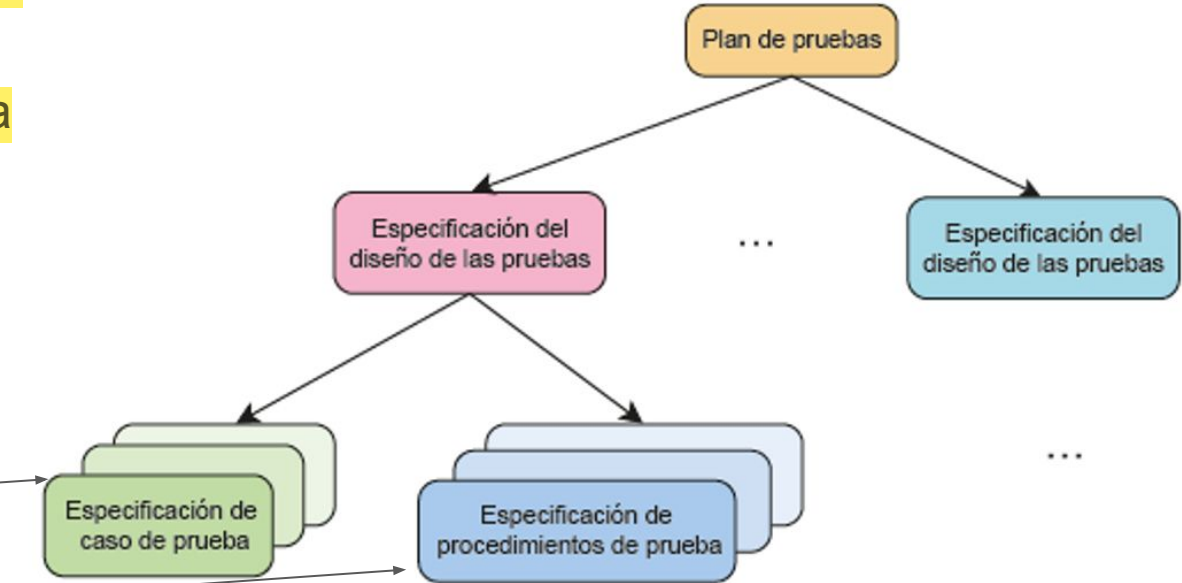 Plan de pruebas
a
Especificación del
diseño de las pruebas
...
Especificación del
diseño de las pruebas
Especificación de
caso de prueba
Especificación de
procedimientos de prueba
...